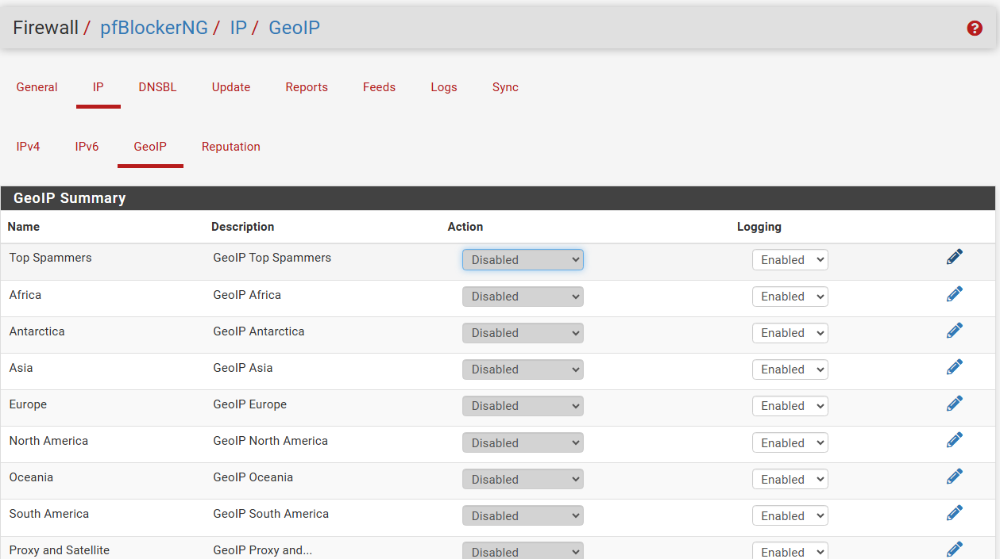 Firewall / pfBlockerNG / IP / GeoIP
General IP DNSBL Update Reports Feeds Logs Sync
IPv4 IPv6 GeoIP Reputation
GeoIP Summary
Name Description Action Logging
Top Spammers GeoIP Top Spammers Disabled Enabled
Africa GeoIP Africa Disabled Enabled
Antarctica GeoIP Antarctica Disabled Enabled
Asia GeoIP Asia Disabled Enabled
Europe GeoIP Europe Disabled Enabled
North America GeoIP North America Disabled Enabled
Oceania GeoIP Oceania Disabled Enabled
South America GeoIP South America Disabled Enabled
Proxy and Satellite GeoIP Proxy and... Disabled Enabled